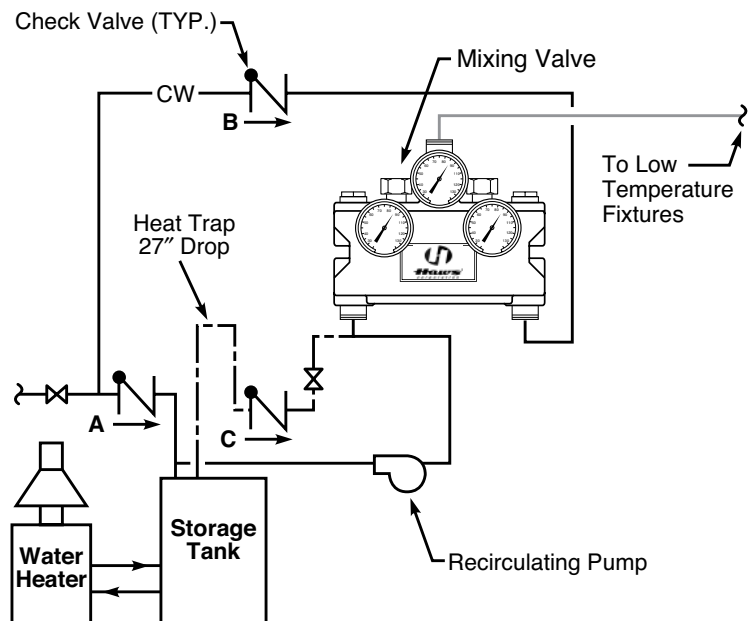 Check Valve (TYP.)
CW
B
Mixing Valve
To Low
Temperature
Fixtures
Heat Trap
27″ Drop
Haws
A
C
Water
Heater
Storage
Tank
Recirculating Pump